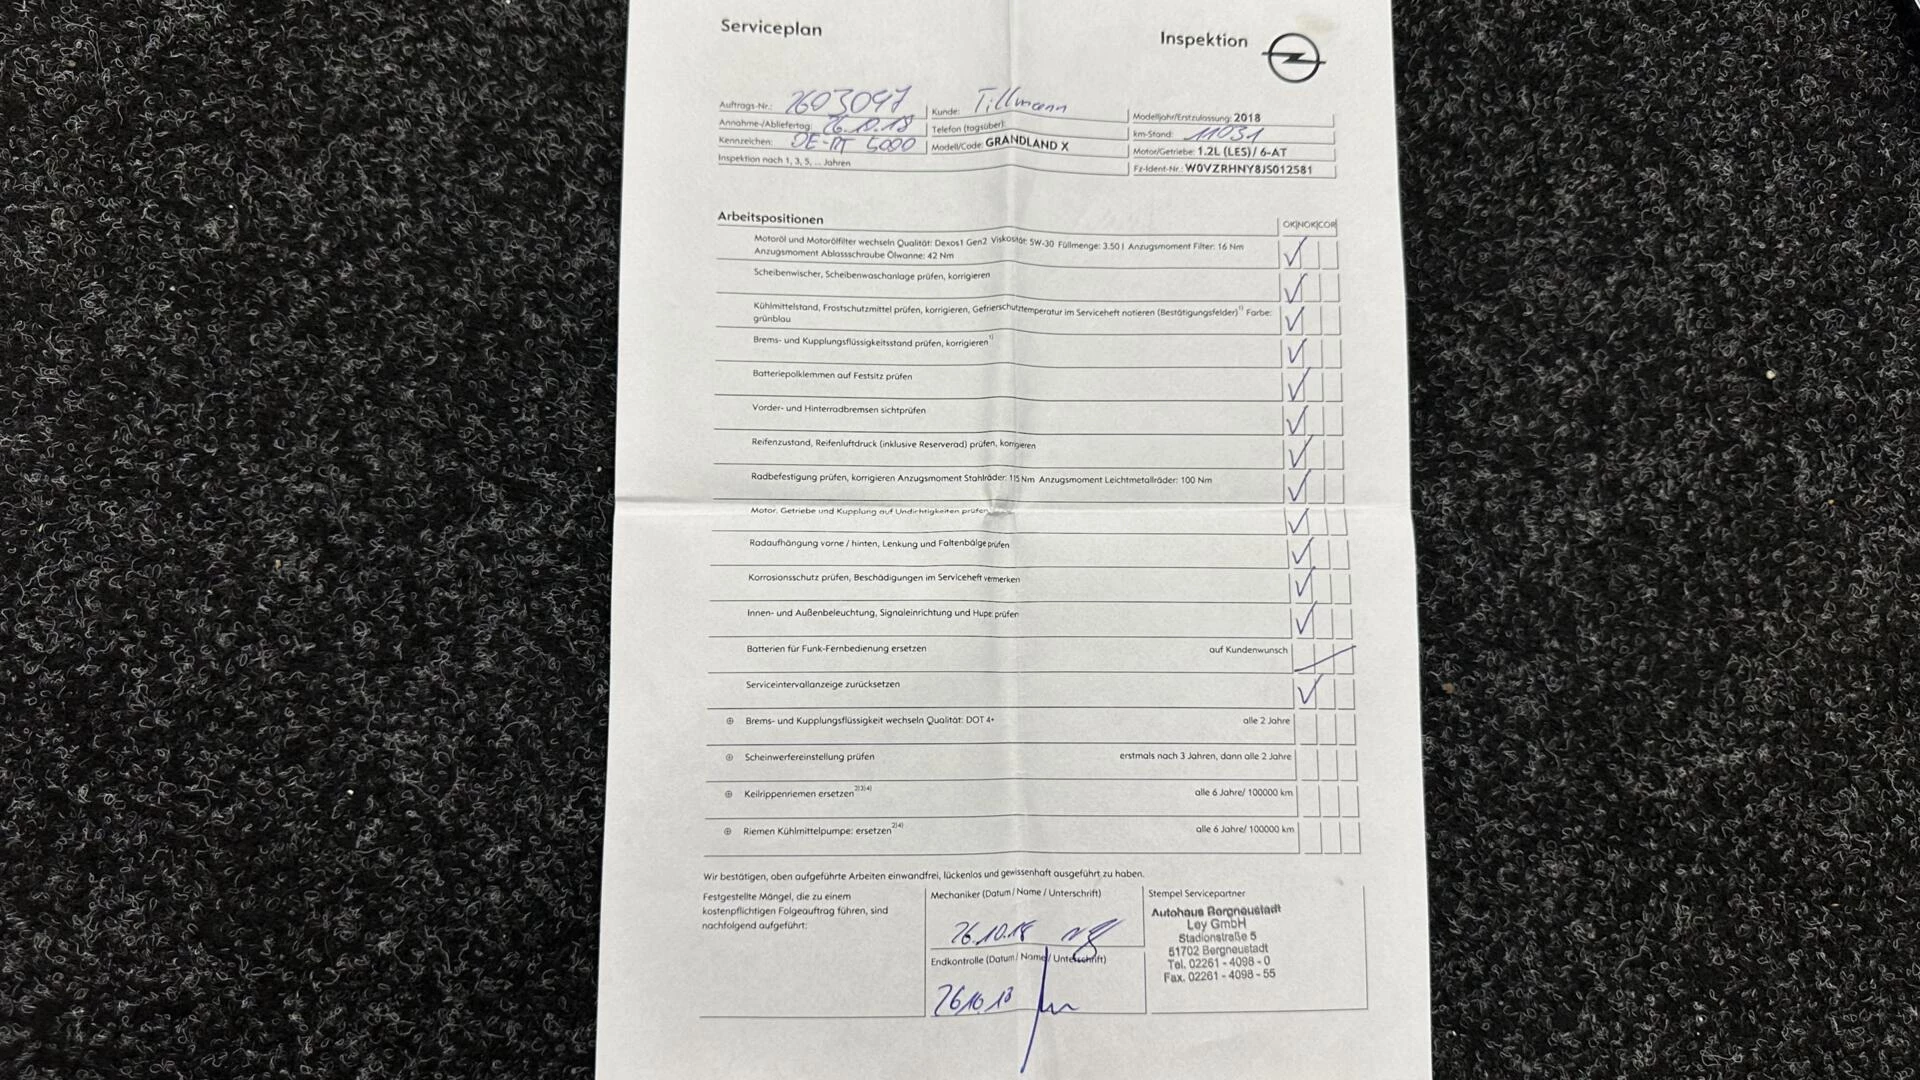 Serviceplan
Inspektion
Auftrags-Nr.: 2603097
Kunde: Tillmann
Modelljahr/Erstzulassung: 2018
Annahme-/Abliefertag: 26.10.18
Telefon (tagsüber):
km-Stand: 11031
Kennzeichen: 5000
Modell/Code: GRANDLAND X
Motor/Getriebe: 1.2L (LES) / 6-AT
Inspektion nach 1, 3, 5, ... Jahren
Fz-Ident-Nr.: W0VZRHNY8JS012581
Arbeitspositionen
OK|NOK|COR
Motoröl und Motorölfilter wechseln Qualität: Dexos1 Gen2 Viskosität: 5W-30 Füllmenge: 3.50 l Anzugsmoment Filter: 16 Nm
Anzugsmoment Ablassschraube Ölwanne: 42 Nm
Scheibenwischer, Scheibenwaschanlage prüfen, korrigieren
Kühlmittelstand, Frostschutzmittel prüfen, korrigieren, Gefrierschutztemperatur im Serviceheft notieren (Bestätigungsfelder)1) Farbe:
grünblau
Brems- und Kupplungsflüssigkeitsstand prüfen, korrigieren1)
Batteriepolklemmen auf Festsitz prüfen
Vorder- und Hinterradbremsen sichtprüfen
Reifenzustand, Reifenluftdruck (inklusive Reserverad) prüfen, korrigieren
Radbefestigung prüfen, korrigieren Anzugsmoment Stahlräder: 115 Nm Anzugsmoment Leichtmetallräder: 100 Nm
Motor, Getriebe und Kupplung auf Undichtigkeiten prüfen
Radaufhängung vorne / hinten, Lenkung und Faltenbälge prüfen
Korrosionsschutz prüfen, Beschädigungen im Serviceheft vermerken
Innen- und Außenbeleuchtung, Signaleinrichtung und Hupe prüfen
Batterien für Funk-Fernbedienung ersetzen auf Kundenwunsch
Serviceintervallanzeige zurücksetzen
⊕ Brems- und Kupplungsflüssigkeit wechseln Qualität: DOT 4+ alle 2 Jahre
⊕ Scheinwerfereinstellung prüfen erstmals nach 3 Jahren, dann alle 2 Jahre
⊕ Keilrippenriemen ersetzen2)3)4) alle 6 Jahre/ 100000 km
⊕ Riemen Kühlmittelpumpe: ersetzen2)4) alle 6 Jahre/ 100000 km
Wir bestätigen, oben aufgeführte Arbeiten einwandfrei, lückenlos und gewissenhaft ausgeführt zu haben.
Festgestellte Mängel, die zu einem
kostenpflichtigen Folgeauftrag führen, sind
nachfolgend aufgeführt:
Mechaniker (Datum / Name / Unterschrift)
26.10.18
Endkontrolle (Datum / Name / Unterschrift)
26.10.18
Stempel Servicepartner
Autohaus Bergneustadt
Ley GmbH
Stadionstraße 5
51702 Bergneustadt
Tel. 02261 - 4098 - 0
Fax. 02261 - 4098 - 55